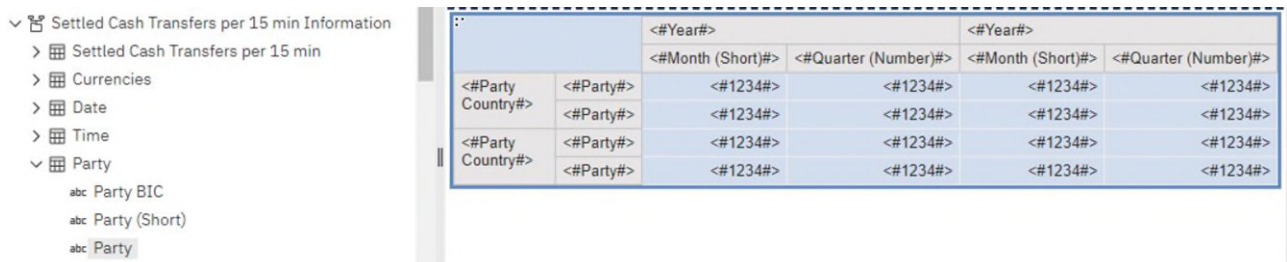 Settled Cash Transfers per 15 min Information
Settled Cash Transfers per 15 min
Currencies
Date
Time
Party
abc Party BIC
abc Party (Short)
abc Party
<#Year#> <#Year#>
<#Month (Short)#> <#Quarter (Number)#> <#Month (Short)#> <#Quarter (Number)#>
<#Party Country#> <#Party#> <#1234#> <#1234#> <#1234#> <#1234#>
<#Party#> <#1234#> <#1234#> <#1234#> <#1234#>
<#Party Country#> <#Party#> <#1234#> <#1234#> <#1234#> <#1234#>
<#Party#> <#1234#> <#1234#> <#1234#> <#1234#>